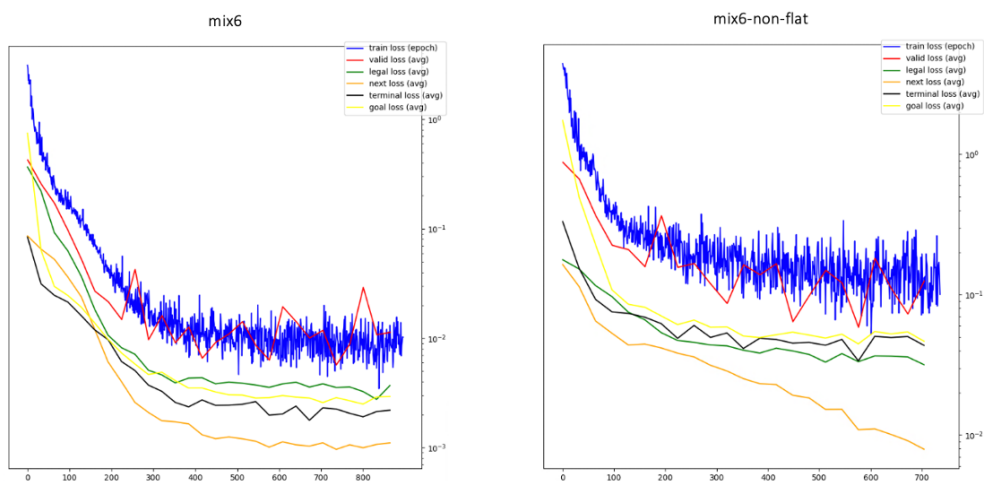 mix6
train loss (epoch)
valid loss (avg)
legal loss (avg)
next loss (avg)
terminal loss (avg)
goal loss (avg)
10⁰
10⁻¹
10⁻²
10⁻³
0 100 200 300 400 500 600 700 800
mix6-non-flat
train loss (epoch)
valid loss (avg)
legal loss (avg)
next loss (avg)
terminal loss (avg)
goal loss (avg)
10⁰
10⁻¹
10⁻²
0 100 200 300 400 500 600 700